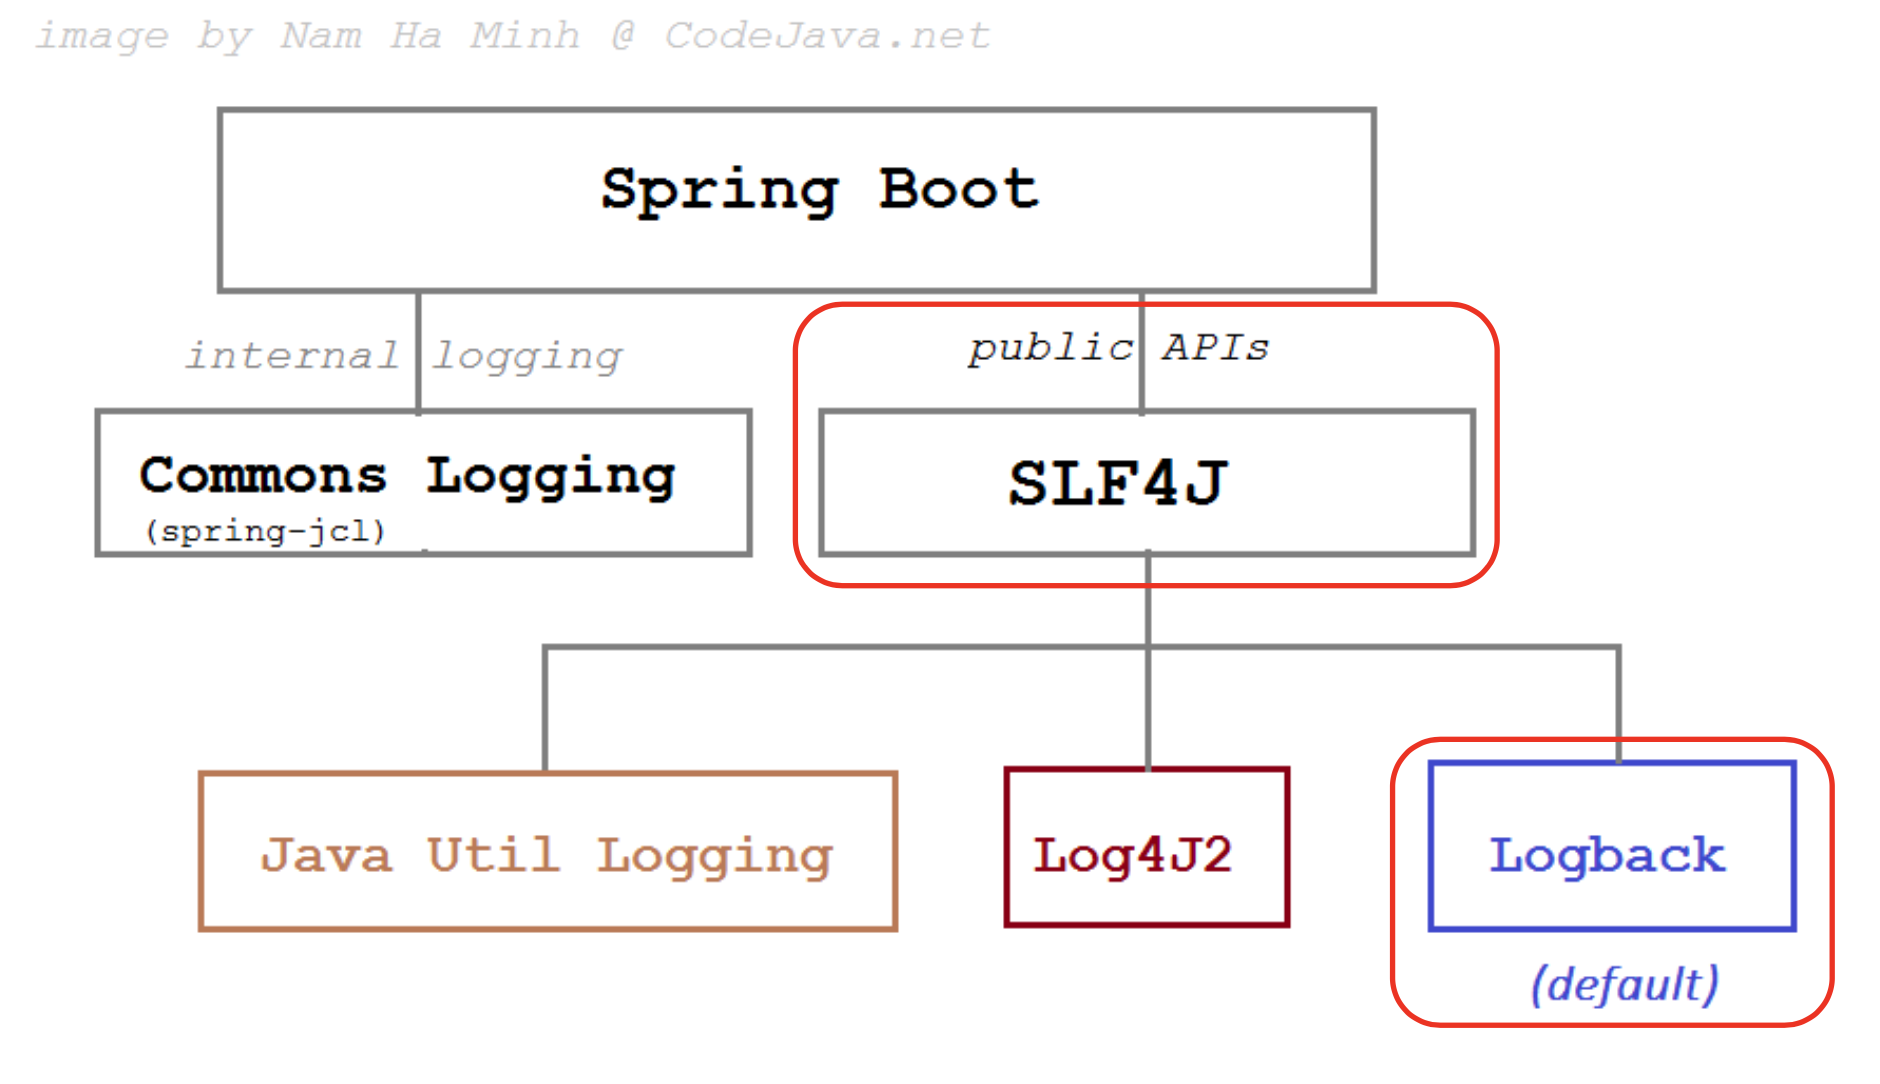 image by Nam Ha Minh @ CodeJava.net
Spring Boot
internal logging
public APIs
Commons Logging
(spring-jcl)
SLF4J
Java Util Logging
Log4J2
Logback
(default)